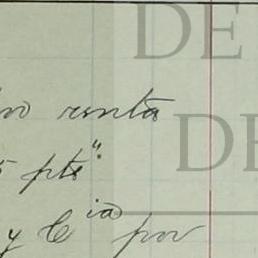 DE
renta
DE
pts".
y Cia por